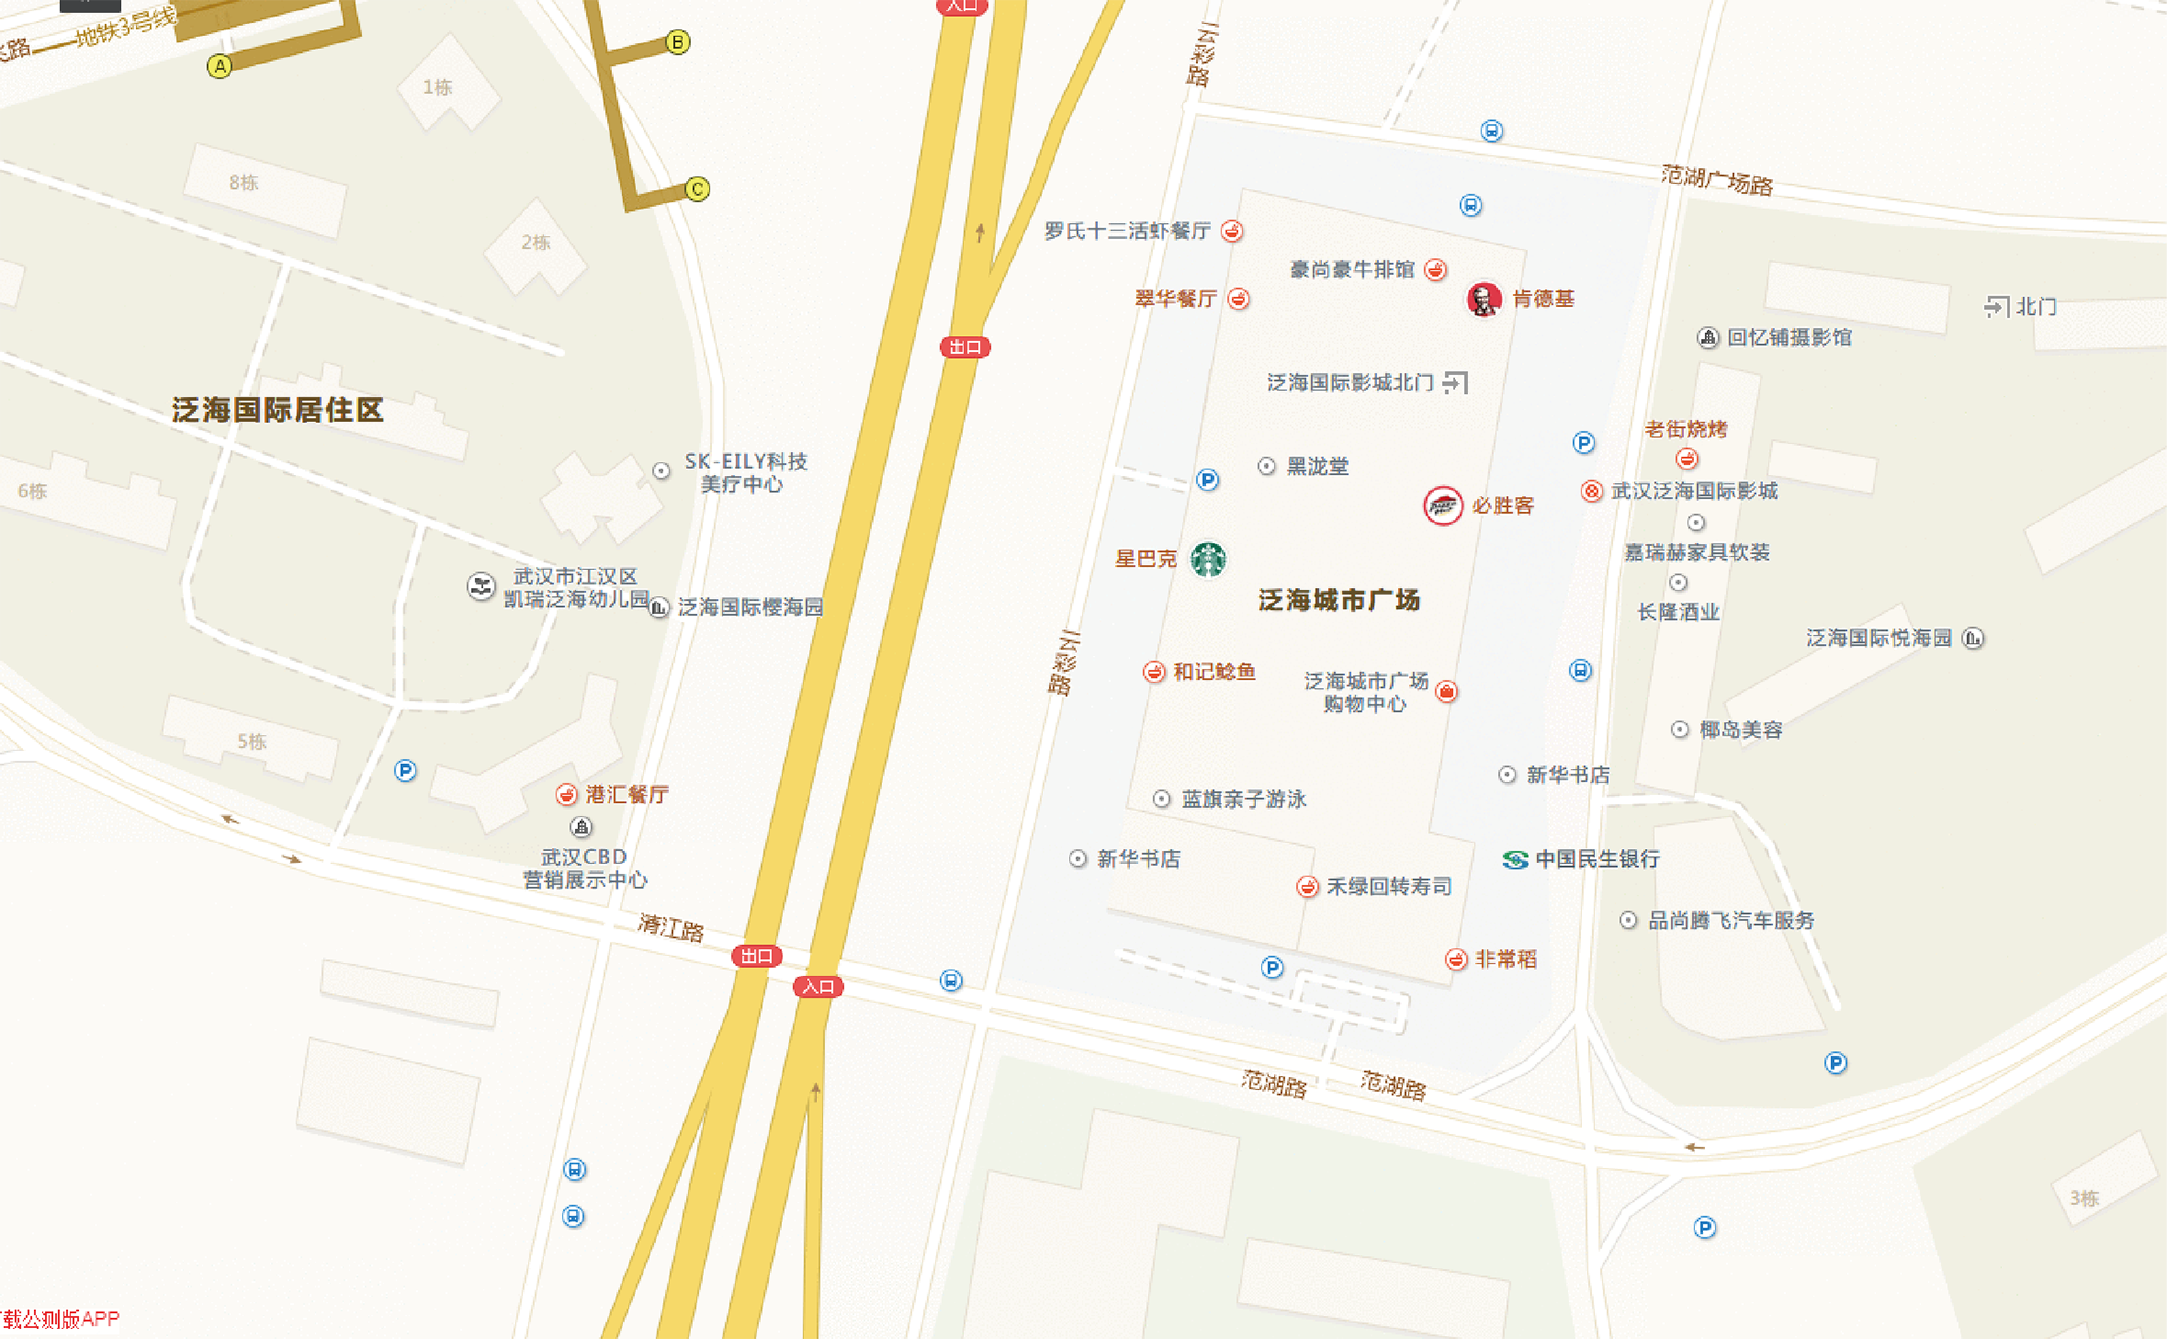 入口
地铁3号线
路
B
A
1栋
C
8栋
2栋
云彩路
范湖广场路
罗氏十三活虾餐厅
豪尚豪牛排馆
翠华餐厅
肯德基
北门
出口
回忆铺摄影馆
泛海国际影城北门
泛海国际居住区
老街烧烤
SK-EILY科技
美疗中心
黑泷堂
P
P
6栋
必胜客
武汉泛海国际影城
嘉瑞赫家具软装
星巴克
武汉市江汉区
凯瑞泛海幼儿园
泛海国际樱海园
泛海城市广场
长隆酒业
泛海国际悦海园
云彩路
和记鲶鱼
泛海城市广场
购物中心
椰岛美容
5栋
P
港汇餐厅
新华书店
蓝旗亲子游泳
武汉CBD
营销展示中心
新华书店
中国民生银行
禾绿回转寿司
品尚腾飞汽车服务
清江路
出口
入口
P
非常稻
范湖路
范湖路
P
3栋
P
载公测版APP